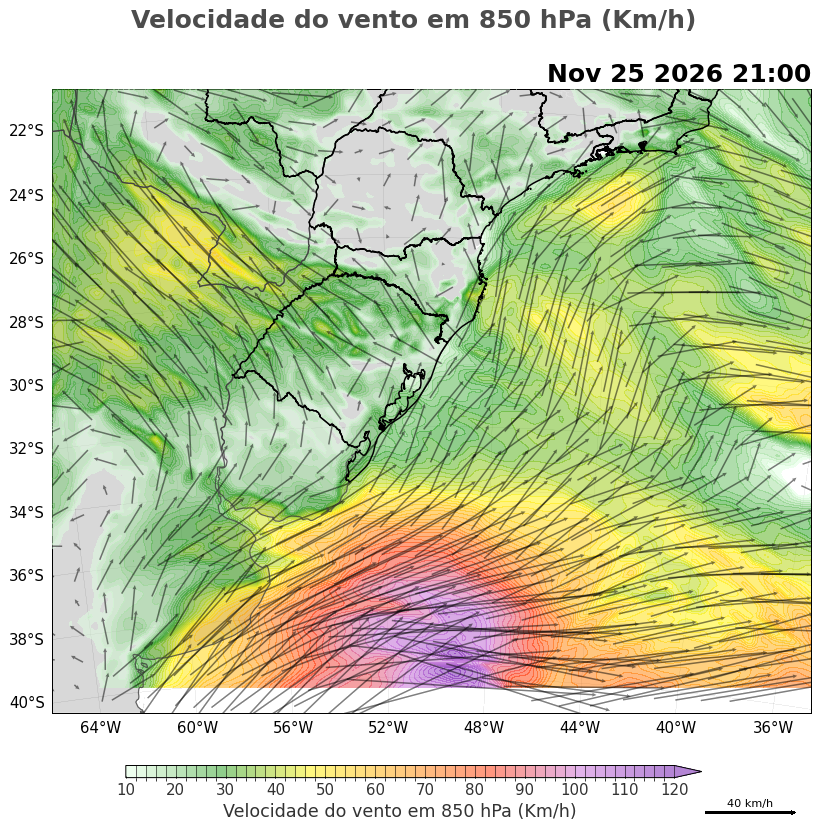 Velocidade do vento em 850 hPa (Km/h)
Nov 25 2026 21:00
22°S
24°S
26°S
28°S
30°S
32°S
34°S
36°S
38°S
40°S
64°W 60°W 56°W 52°W 48°W 44°W 40°W 36°W
10 20 30 40 50 60 70 80 90 100 110 120
Velocidade do vento em 850 hPa (Km/h)
40 km/h